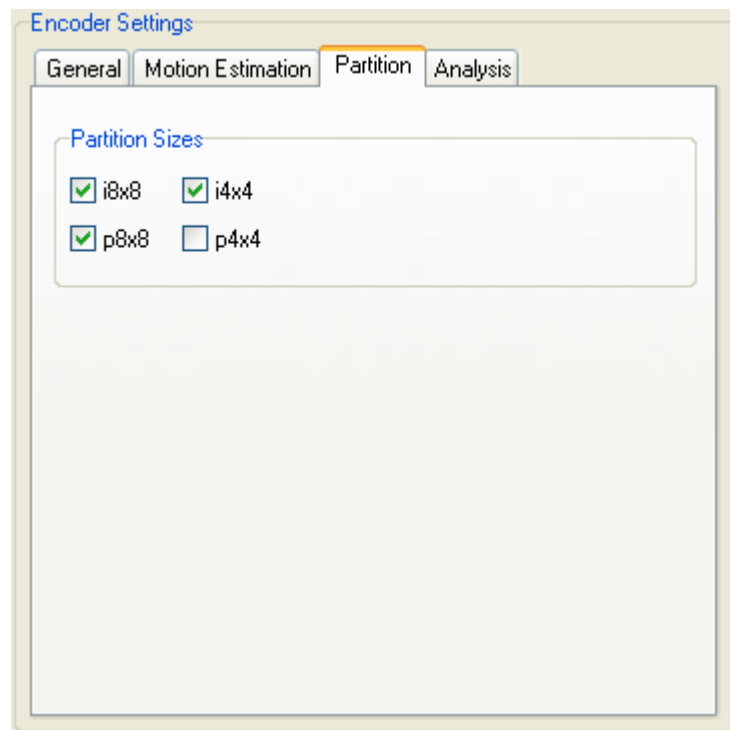 Encoder Settings
General Motion Estimation Partition Analysis
Partition Sizes
i8x8 i4x4
p8x8 p4x4